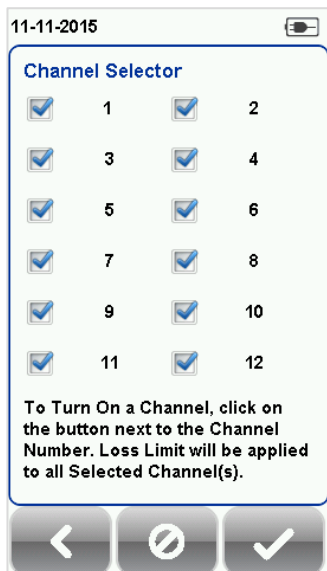 11-11-2015
Channel Selector
1 2
3 4
5 6
7 8
9 10
11 12
To Turn On a Channel, click on
the button next to the Channel
Number. Loss Limit will be applied
to all Selected Channel(s).